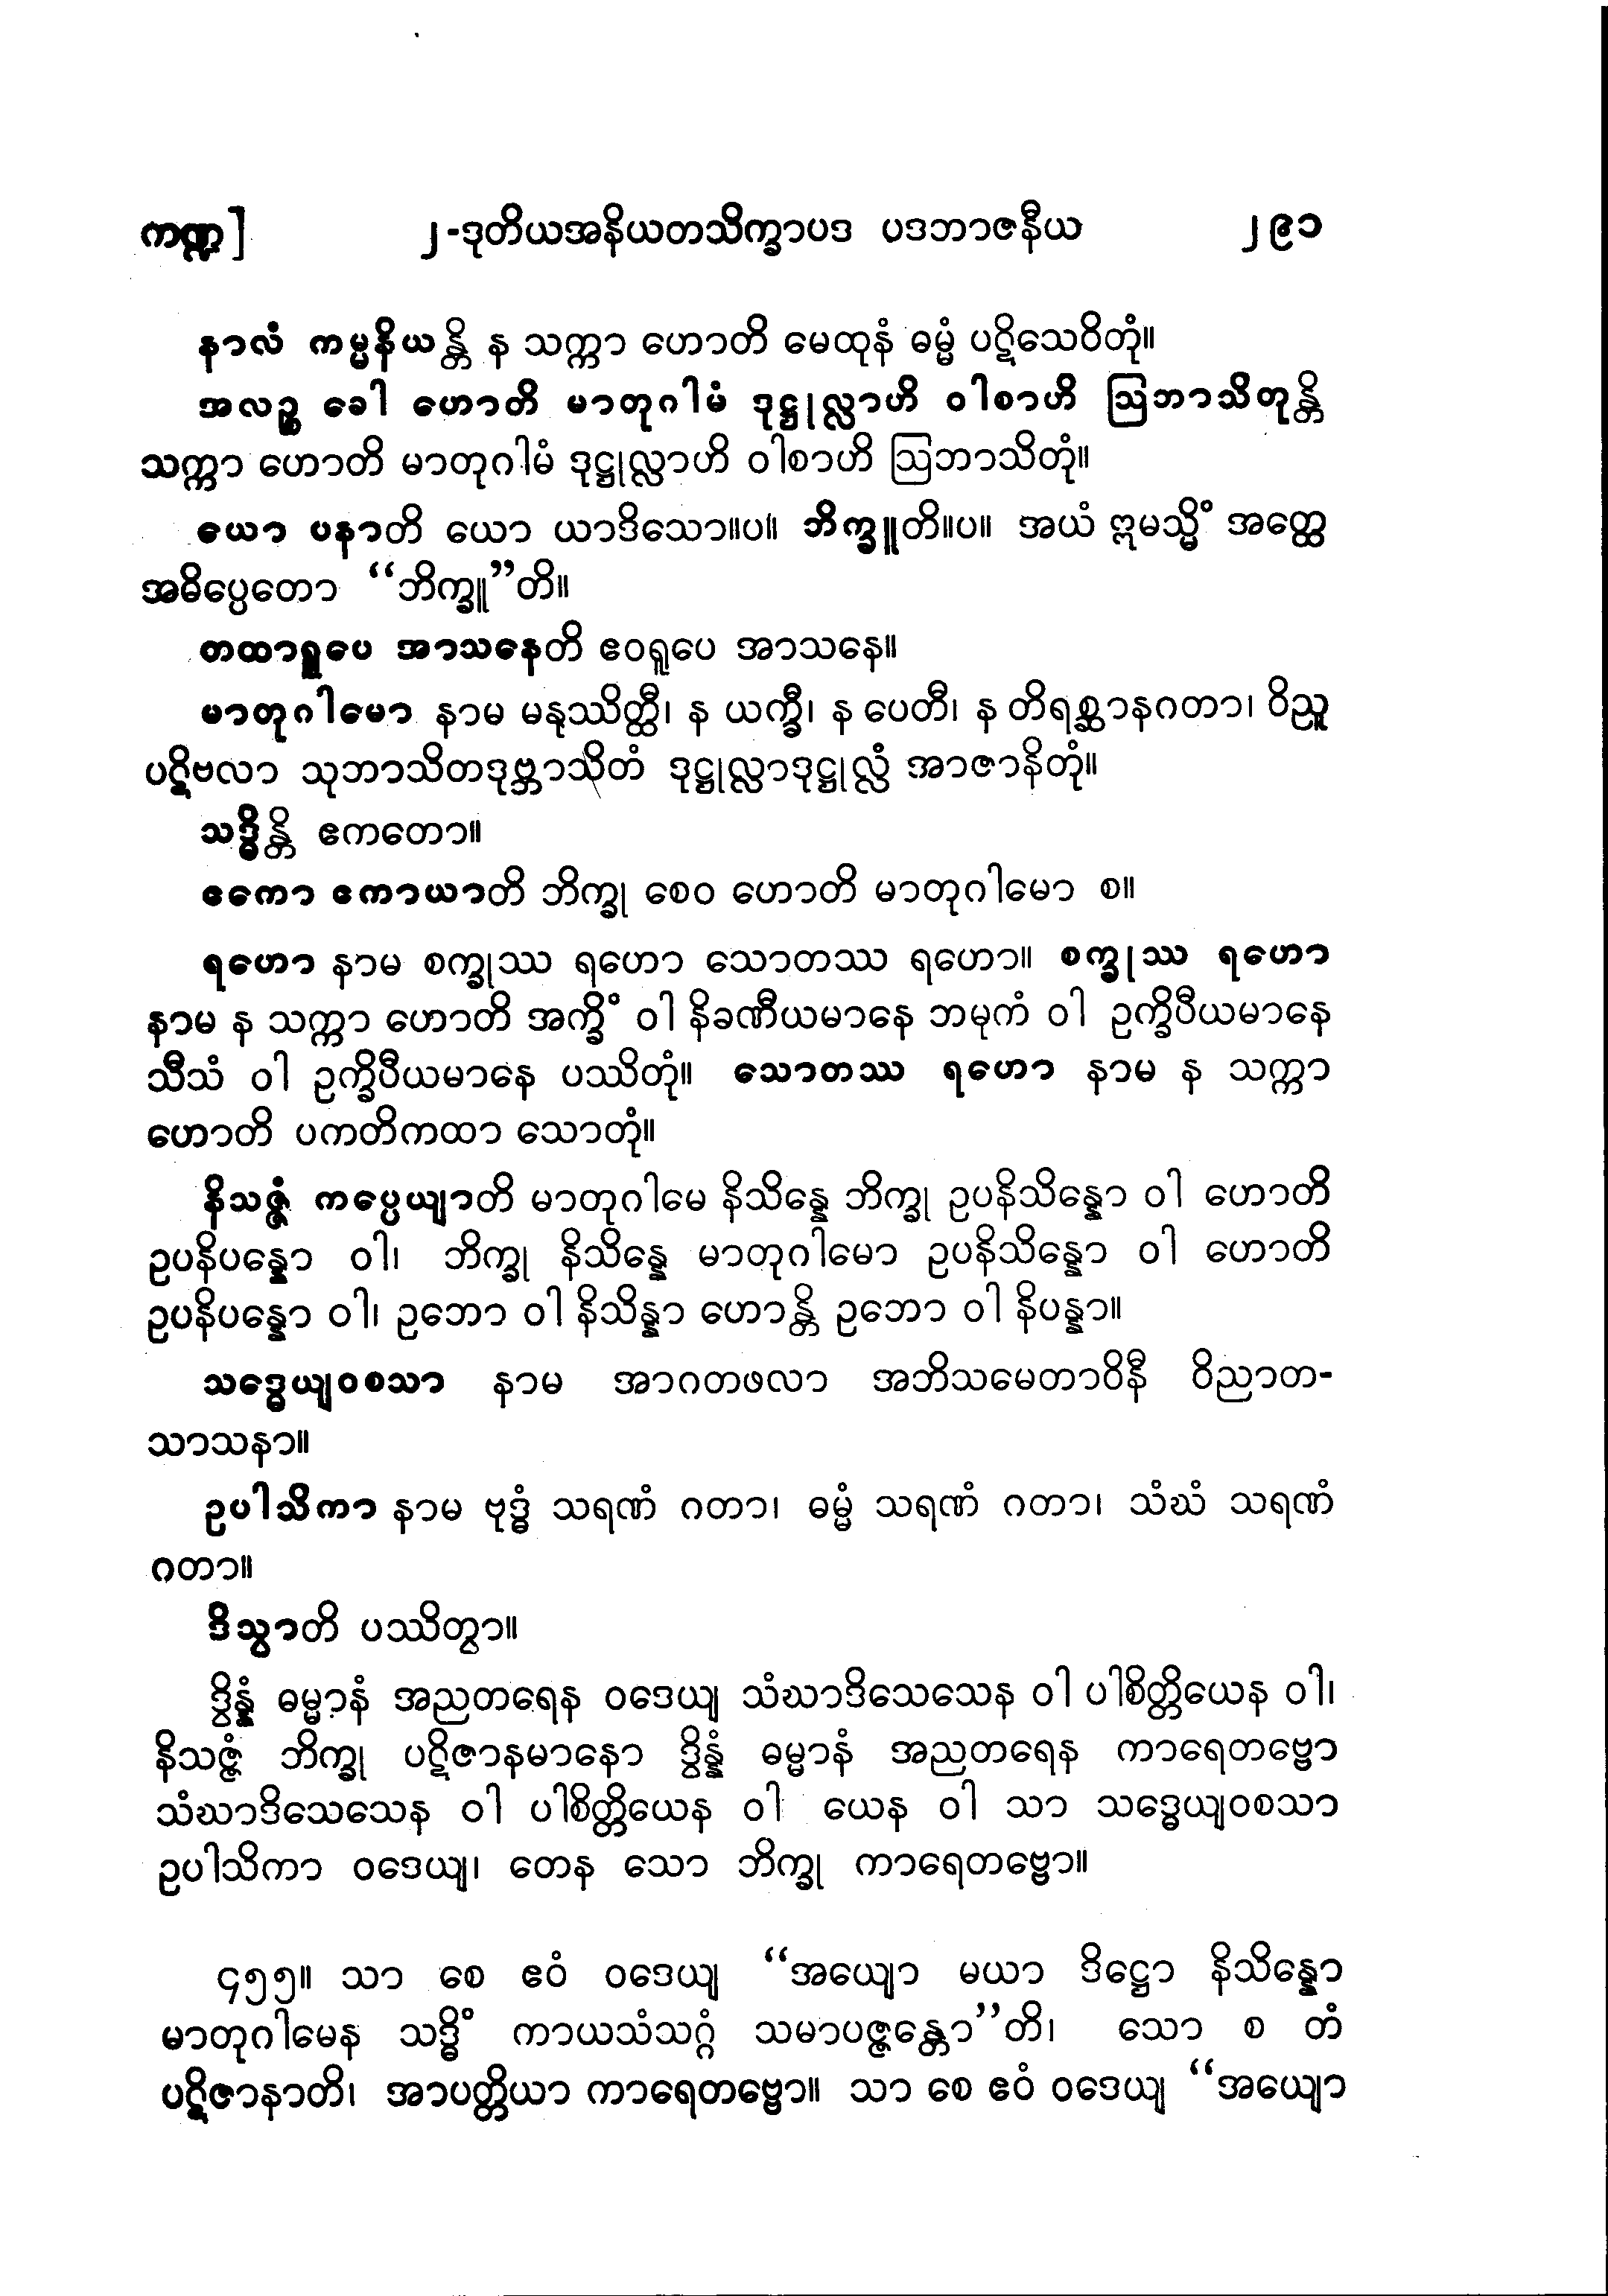 ကဏ္ဍ] ၂-ဒုတိယအနိယတသိက္ခာပဒ ပဒဘာဇနီယ ၂၉၁
နာလံ ကမ္မနိယန္တိ န သက္ကာ ဟောတိ မေထုနံ ဓမ္မံ ပဋိသေဝိတုံ။
အလဉ္စ ခေါ ဟောတိ မာတုဂါမံ ဒုဋ္ဌုလ္လာဟိ ဝါစာဟိ ဩဘာသိတုန္တိ
သက္ကာ ဟောတိ မာတုဂါမံ ဒုဋ္ဌုလ္လာဟိ ဝါစာဟိ ဩဘာသိတုံ။
ယော ပနာတိ ယော ယာဒိသော။ပ။ ဘိက္ခူတိ။ပ။ အယံ ဣမသ္မိံ အတ္ထေ
အဓိပ္ပေတော “ဘိက္ခူ”တိ။
တထာရူပေ အာသနေတိ ဧဝရူပေ အာသနေ။
မာတုဂါမော နာမ မနုဿိတ္ထီ၊ န ယက္ခီ၊ န ပေတီ၊ န တိရစ္ဆာနဂတာ၊ ဝိညူ
ပဋိဗလာ သုဘာသိတဒုဗ္ဘာသိတံ ဒုဋ္ဌုလ္လာဒုဋ္ဌုလ္လံ အာဇာနိတုံ။
သဒ္ဓိန္တိ ဧကတော။
ဧကော ဧကာယာတိ ဘိက္ခု စေဝ ဟောတိ မာတုဂါမော စ။
ရဟော နာမ စက္ခုဿ ရဟော သောတဿ ရဟော။ စက္ခုဿ ရဟော
နာမ န သက္ကာ ဟောတိ အက္ခိံ ဝါ နိခဏီယမာနေ ဘမုကံ ဝါ ဥက္ခိပီယမာနေ
သီသံ ဝါ ဥက္ခိပီယမာနေ ပဿိတုံ။ သောတဿ ရဟော နာမ န သက္ကာ
ဟောတိ ပကတိကထာ သောတုံ။
နိသဇ္ဇံ ကပ္ပေယျာတိ မာတုဂါမေ နိသိန္နေ ဘိက္ခု ဥပနိသိန္နော ဝါ ဟောတိ
ဥပနိပန္နော ဝါ၊ ဘိက္ခု နိသိန္နေ မာတုဂါမော ဥပနိသိန္နော ဝါ ဟောတိ
ဥပနိပန္နော ဝါ၊ ဥဘော ဝါ နိသိန္နာ ဟောန္တိ ဥဘော ဝါ နိပန္နာ။
သဒ္ဓေယျဝစသာ နာမ အာဂတဖလာ အဘိသမေတာဝိနီ ဝိညာတ-
သာသနာ။
ဥပါသိကာ နာမ ဗုဒ္ဓံ သရဏံ ဂတာ၊ ဓမ္မံ သရဏံ ဂတာ၊ သံဃံ သရဏံ
ဂတာ။
ဒိသွာတိ ပဿိတွာ။
ဒွိန္နံ ဓမ္မာနံ အညတရေန ဝဒေယျ သံဃာဒိသေသေန ဝါ ပါစိတ္တိယေန ဝါ၊
နိသဇ္ဇံ ဘိက္ခု ပဋိဇာနမာနော ဒွိန္နံ ဓမ္မာနံ အညတရေန ကာရေတဗ္ဗော
သံဃာဒိသေသေန ဝါ ပါစိတ္တိယေန ဝါ ယေန ဝါ သာ သဒ္ဓေယျဝစသာ
ဥပါသိကာ ဝဒေယျ၊ တေန သော ဘိက္ခု ကာရေတဗ္ဗော။
၄၅၅။ သာ စေ ဧဝံ ဝဒေယျ “အယျော မယာ ဒိဋ္ဌော နိသိန္နော
မာတုဂါမေန သဒ္ဓိံ ကာယသံသဂ္ဂံ သမာပဇ္ဇန္တော”တိ၊ သော စ တံ
ပဋိဇာနာတိ၊ အာပတ္တိယာ ကာရေတဗ္ဗော။ သာ စေ ဧဝံ ဝဒေယျ “အယျော